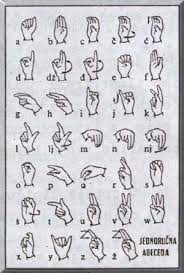 a b c č ć
d dž đ e f
g h i j k
l lj m n nj
o p q r s
š t u v w
x y z ž
JEDNORUČNA
ABECEDA